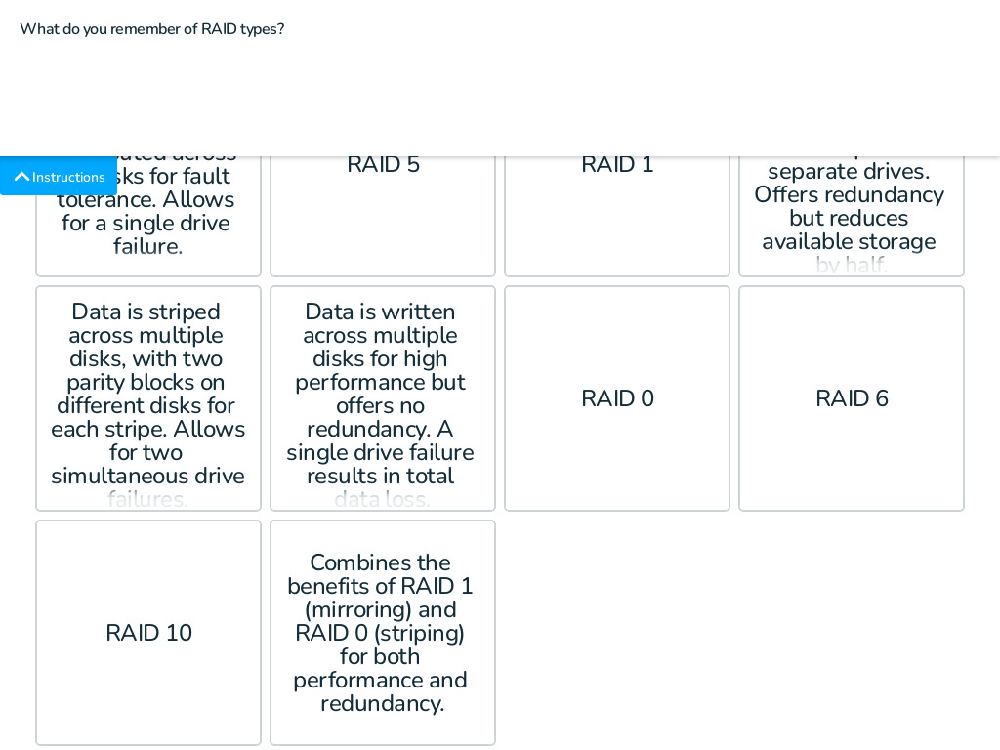 What do you remember of RAID types?
Instructions
for fault
tolerance. Allows
for a single drive
failure.
RAID 5
RAID 1
separate drives.
Offers redundancy
but reduces
available storage
by half.
Data is striped
across multiple
disks, with two
parity blocks on
different disks for
each stripe. Allows
for two
simultaneous drive
failures.
Data is written
across multiple
disks for high
performance but
offers no
redundancy. A
single drive failure
results in total
data loss.
RAID 0
RAID 6
RAID 10
Combines the
benefits of RAID 1
(mirroring) and
RAID 0 (striping)
for both
performance and
redundancy.